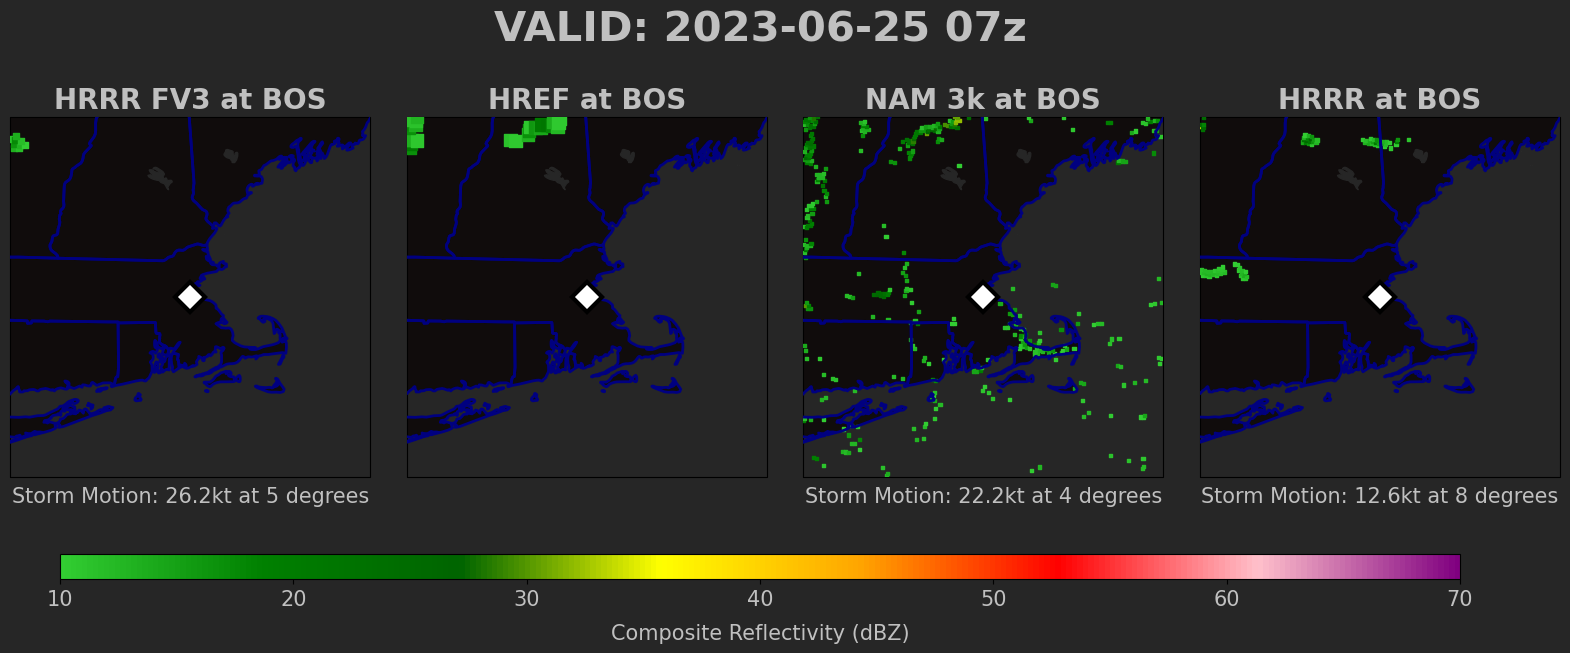 VALID: 2023-06-25 07z
HRRR FV3 at BOS
HREF at BOS
NAM 3k at BOS
HRRR at BOS
Storm Motion: 26.2kt at 5 degrees
Storm Motion: 22.2kt at 4 degrees
Storm Motion: 12.6kt at 8 degrees
10 20 30 40 50 60 70
Composite Reflectivity (dBZ)